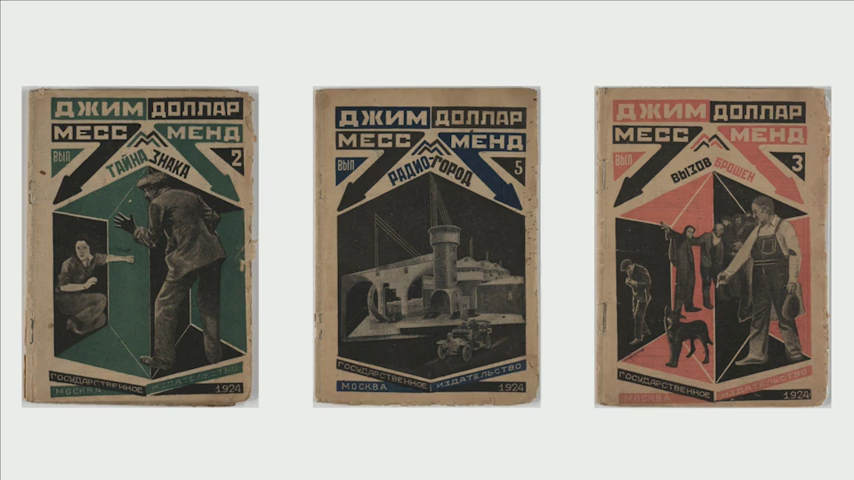 ДЖИМ ДОЛЛАР
МЕСС МЕНД
ВЫП 2
ТАЙНА ЗНАКА
ГОСУДАРСТВЕННОЕ ИЗДАТЕЛЬСТВО
МОСКВА 1924
ДЖИМ ДОЛЛАР
МЕСС МЕНД
ВЫП 5
РАДИО-ГОРОД
ГОСУДАРСТВЕННОЕ ИЗДАТЕЛЬСТВО
МОСКВА 1924
ДЖИМ ДОЛЛАР
МЕСС МЕНД
ВЫП 3
ВЫЗОВ БРОШЕН
ГОСУДАРСТВЕННОЕ ИЗДАТЕЛЬСТВО
МОСКВА 1924